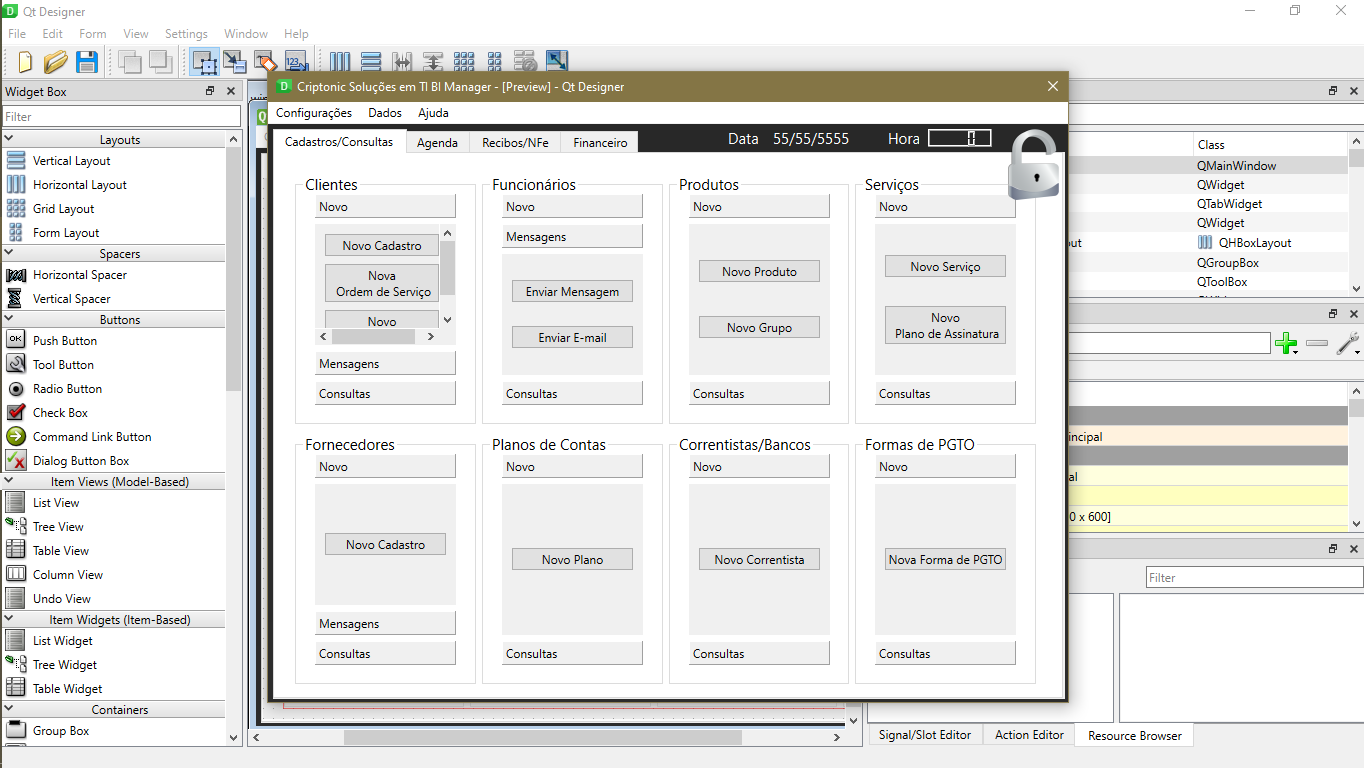 Qt Designer
File Edit Form View Settings Window Help
Widget Box
Filter
Layouts
Vertical Layout
Horizontal Layout
Grid Layout
Form Layout
Spacers
Horizontal Spacer
Vertical Spacer
Buttons
Push Button
Tool Button
Radio Button
Check Box
Command Link Button
Dialog Button Box
Item Views (Model-Based)
List View
Tree View
Table View
Column View
Undo View
Item Widgets (Item-Based)
List Widget
Tree Widget
Table Widget
Containers
Group Box
Criptonic Soluções em TI BI Manager - [Preview] - Qt Designer
Configurações Dados Ajuda
Cadastros/Consultas Agenda Recibos/NFe Financeiro
Data 55/55/5555 Hora 0
Clientes
Novo
Novo Cadastro
Nova
Ordem de Serviço
Novo
Mensagens
Consultas
Funcionários
Novo
Mensagens
Enviar Mensagem
Enviar E-mail
Consultas
Produtos
Novo
Novo Produto
Novo Grupo
Consultas
Serviços
Novo
Novo Serviço
Novo
Plano de Assinatura
Consultas
Fornecedores
Novo
Novo Cadastro
Mensagens
Consultas
Planos de Contas
Novo
Novo Plano
Consultas
Correntistas/Bancos
Novo
Novo Correntista
Consultas
Formas de PGTO
Novo
Nova Forma de PGTO
Consultas
Class
QMainWindow
QWidget
QTabWidget
QWidget
QHBoxLayout
QGroupBox
QToolBox
0 x 600]
Filter
Signal/Slot Editor Action Editor Resource Browser